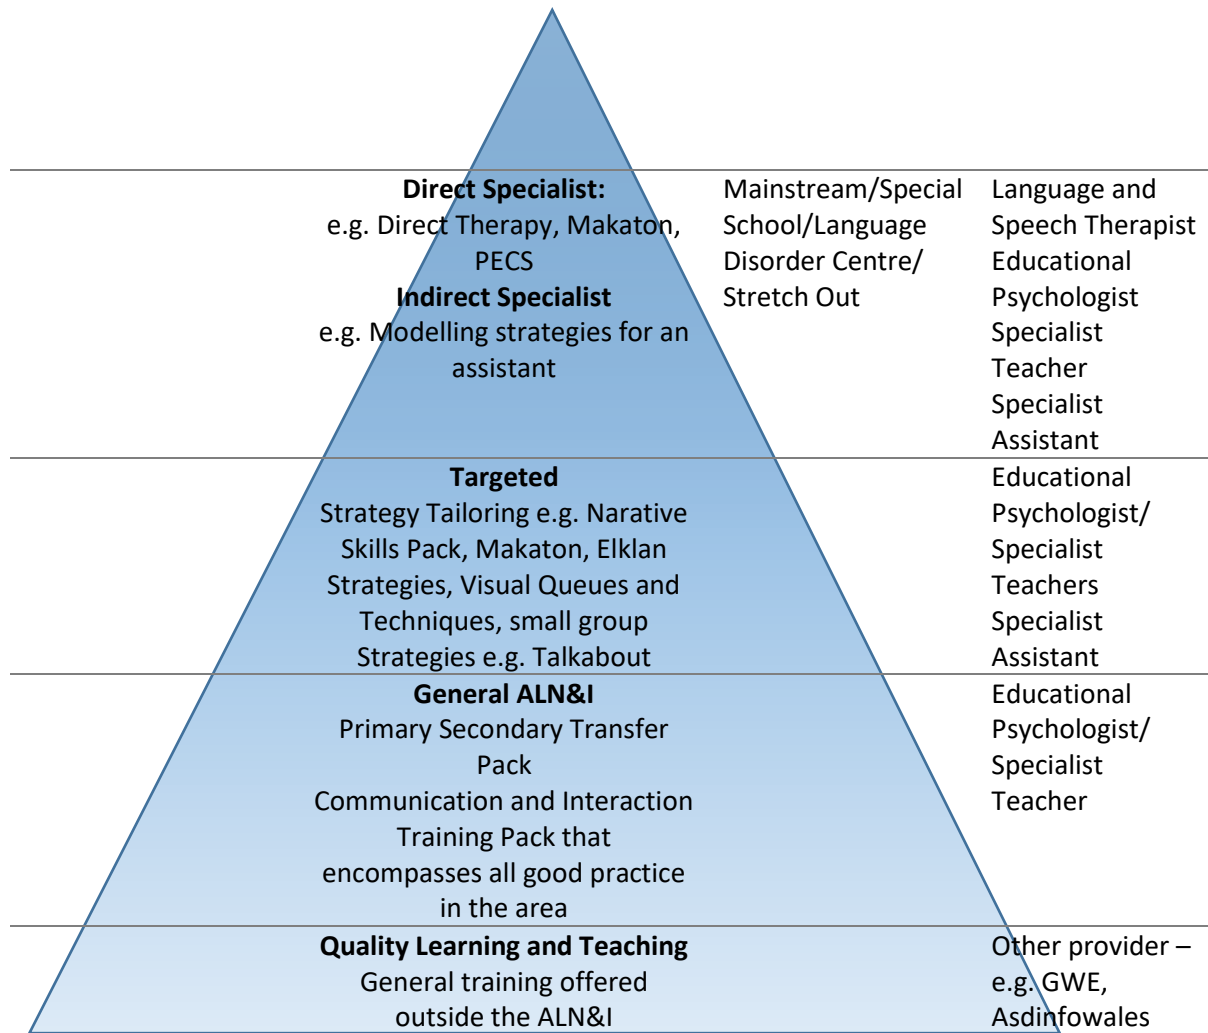 Direct Specialist:
e.g. Direct Therapy, Makaton,
PECS
Indirect Specialist
e.g. Modelling strategies for an
assistant
Mainstream/Special
School/Language
Disorder Centre/
Stretch Out
Language and
Speech Therapist
Educational
Psychologist
Specialist
Teacher
Specialist
Assistant
Targeted
Strategy Tailoring e.g. Narative
Skills Pack, Makaton, Elklan
Strategies, Visual Queues and
Techniques, small group
Strategies e.g. Talkabout
Educational
Psychologist/
Specialist
Teachers
Specialist
Assistant
General ALN&I
Primary Secondary Transfer
Pack
Communication and Interaction
Training Pack that
encompasses all good practice
in the area
Educational
Psychologist/
Specialist
Teacher
Quality Learning and Teaching
General training offered
outside the ALN&I
Other provider –
e.g. GWE,
Asdinfowales